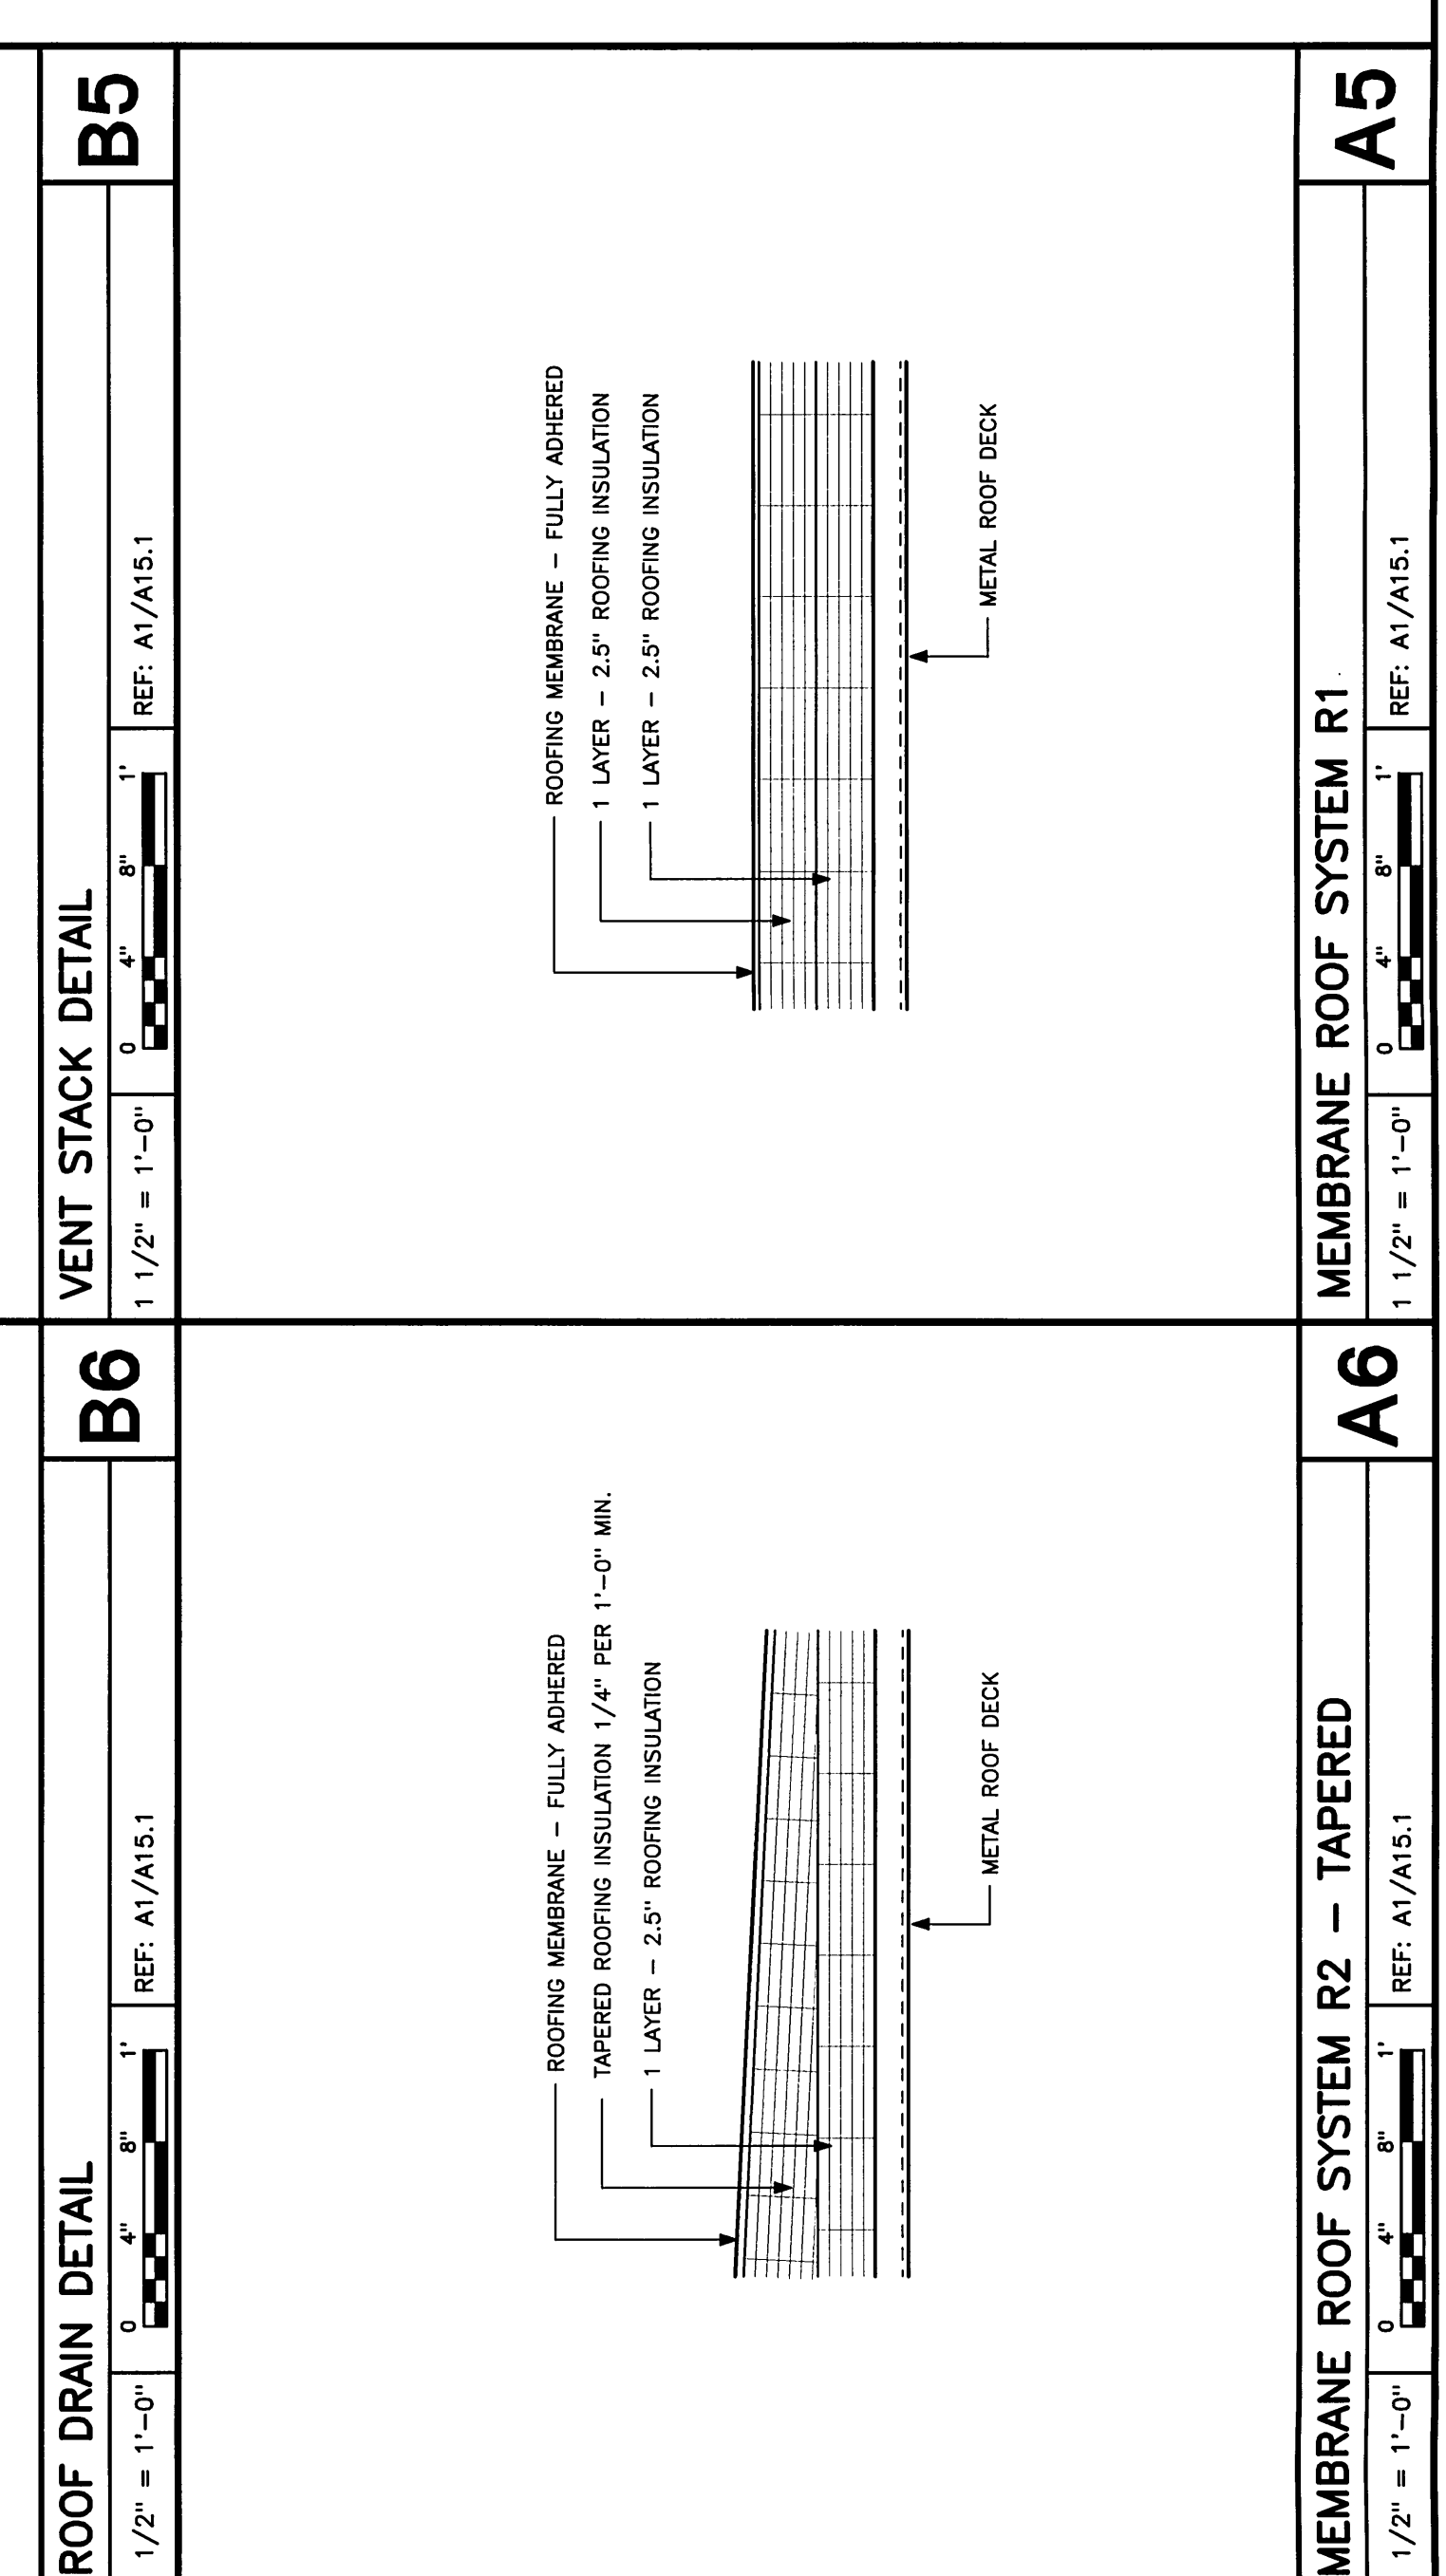 ROOF DRAIN DETAIL
1/2" = 1'-0"
0 4" 8" 1'
REF: A1/A15.1
B6
VENT STACK DETAIL
1 1/2" = 1'-0"
0 4" 8" 1'
REF: A1/A15.1
B5
ROOFING MEMBRANE - FULLY ADHERED
TAPERED ROOFING INSULATION 1/4" PER 1'-0" MIN.
1 LAYER - 2.5" ROOFING INSULATION
METAL ROOF DECK
ROOFING MEMBRANE - FULLY ADHERED
1 LAYER - 2.5" ROOFING INSULATION
1 LAYER - 2.5" ROOFING INSULATION
METAL ROOF DECK
MEMBRANE ROOF SYSTEM R2 - TAPERED
1/2" = 1'-0"
0 4" 8" 1'
REF: A1/A15.1
A6
MEMBRANE ROOF SYSTEM R1
1 1/2" = 1'-0"
0 4" 8" 1'
REF: A1/A15.1
A5